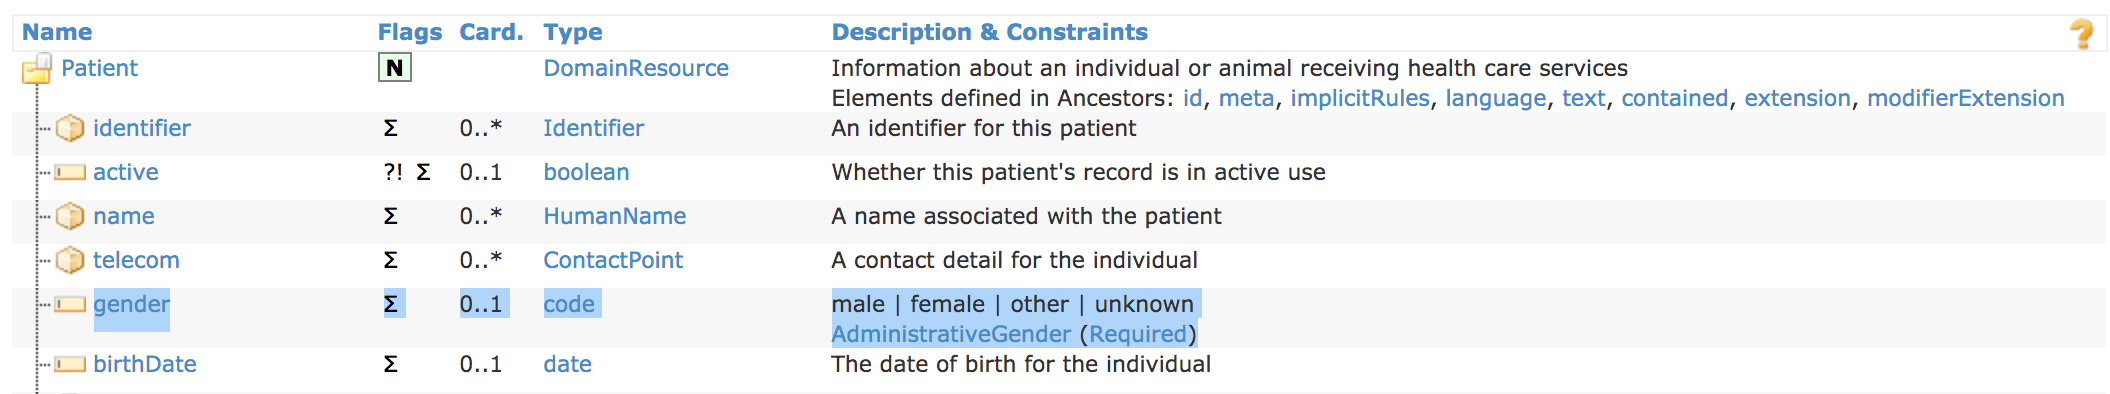 Name Flags Card. Type Description & Constraints ?
Patient N DomainResource Information about an individual or animal receiving health care services
Elements defined in Ancestors: id, meta, implicitRules, language, text, contained, extension, modifierExtension
identifier Σ 0..* Identifier An identifier for this patient
active ?! Σ 0..1 boolean Whether this patient's record is in active use
name Σ 0..* HumanName A name associated with the patient
telecom Σ 0..* ContactPoint A contact detail for the individual
gender Σ 0..1 code male | female | other | unknown
AdministrativeGender (Required)
birthDate Σ 0..1 date The date of birth for the individual